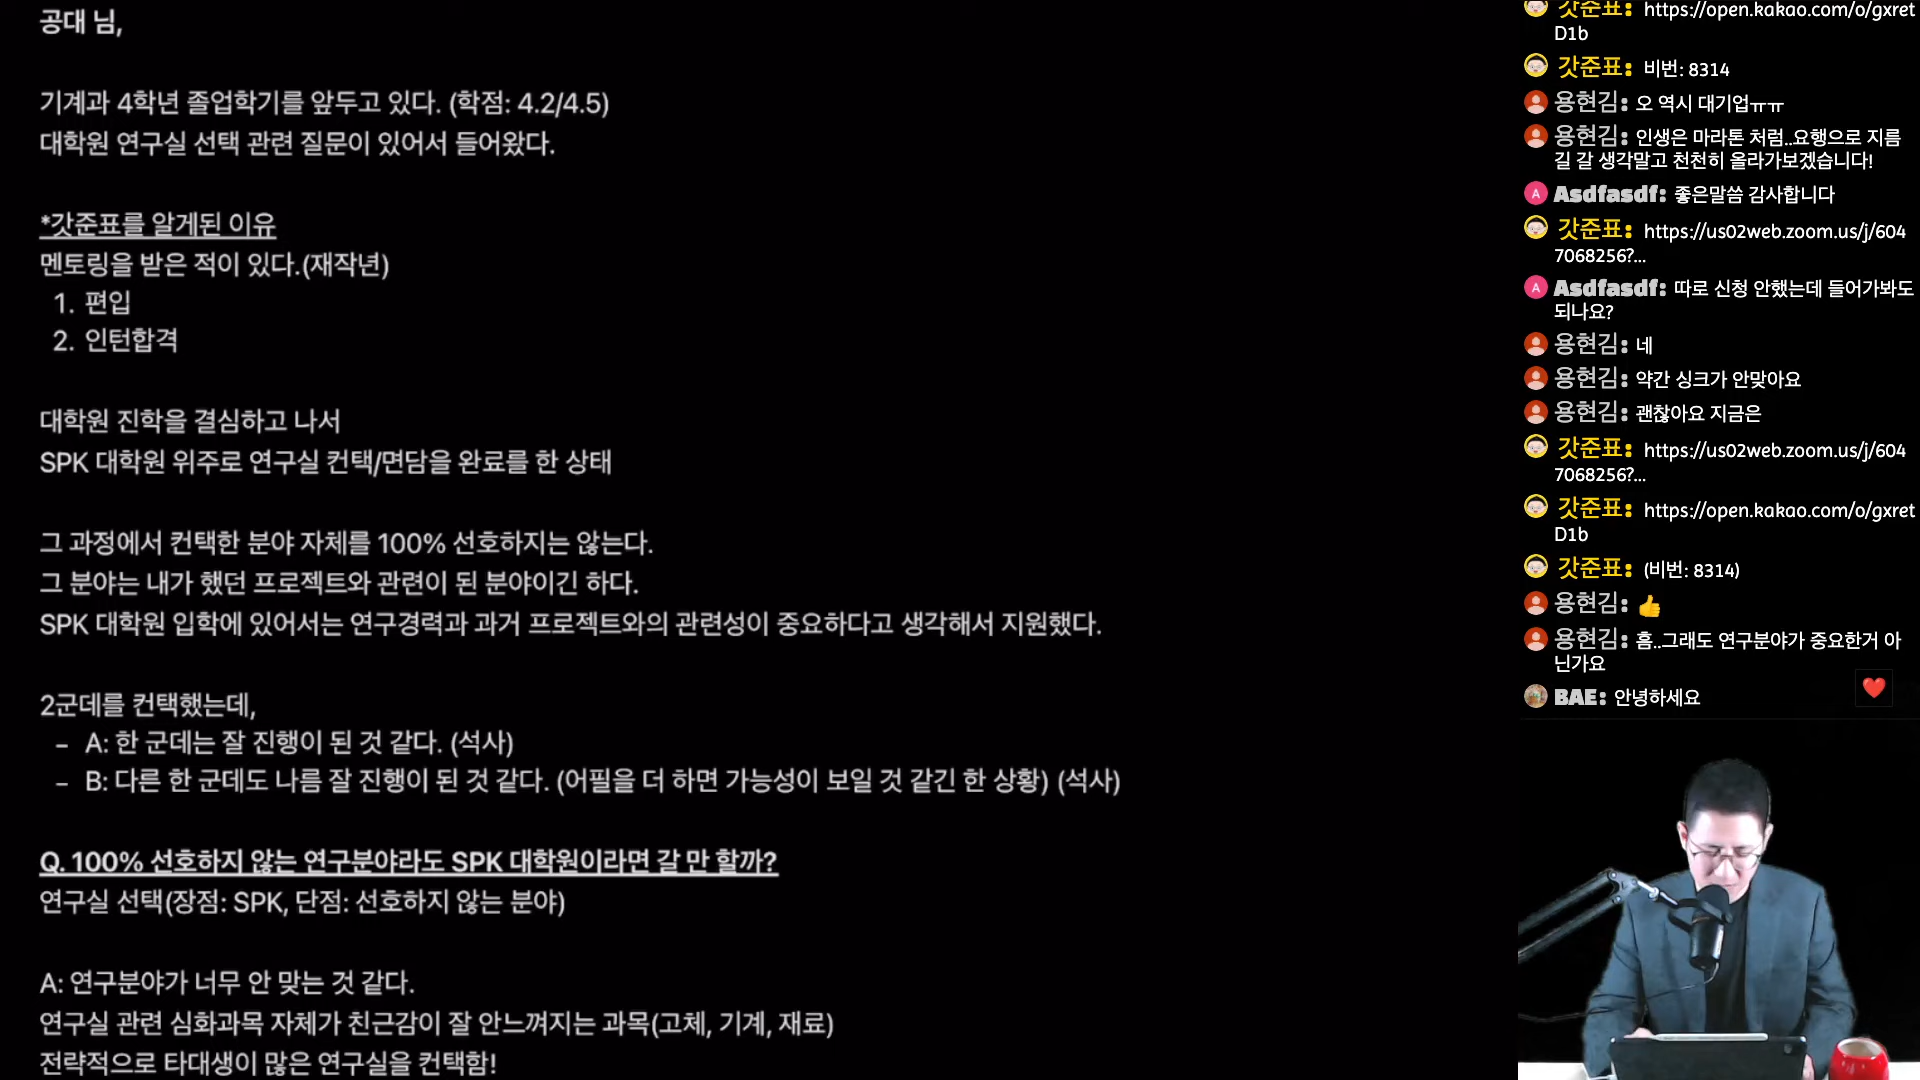 공대 님,
기계과 4학년 졸업학기를 앞두고 있다. (학점: 4.2/4.5)
대학원 연구실 선택 관련 질문이 있어서 들어왔다.
*갓준표를 알게된 이유
멘토링을 받은 적이 있다.(재작년)
1. 편입
2. 인턴합격
대학원 진학을 결심하고 나서
SPK 대학원 위주로 연구실 컨택/면담을 완료를 한 상태
그 과정에서 컨택한 분야 자체를 100% 선호하지는 않는다.
그 분야는 내가 했던 프로젝트와 관련이 된 분야이긴 하다.
SPK 대학원 입학에 있어서는 연구경력과 과거 프로젝트와의 관련성이 중요하다고 생각해서 지원했다.
2군데를 컨택했는데,
– A: 한 군데는 잘 진행이 된 것 같다. (석사)
– B: 다른 한 군데도 나름 잘 진행이 된 것 같다. (어필을 더 하면 가능성이 보일 것 같긴 한 상황) (석사)
Q. 100% 선호하지 않는 연구분야라도 SPK 대학원이라면 갈 만 할까?
연구실 선택(장점: SPK, 단점: 선호하지 않는 분야)
A: 연구분야가 너무 안 맞는 것 같다.
연구실 관련 심화과목 자체가 친근감이 잘 안느껴지는 과목(고체, 기계, 재료)
전략적으로 타대생이 많은 연구실을 컨택함!
갓준표: https://open.kakao.com/o/gxret
D1b
갓준표: 비번: 8314
용현김: 오 역시 대기업ㅠㅠ
용현김: 인생은 마라톤 처럼..요행으로 지름
길 갈 생각말고 천천히 올라가보겠습니다!
A Asdfasdf: 좋은말씀 감사합니다
갓준표: https://us02web.zoom.us/j/604
7068256?...
A Asdfasdf: 따로 신청 안했는데 들어가봐도
되나요?
용현김: 네
용현김: 약간 싱크가 안맞아요
용현김: 괜찮아요 지금은
갓준표: https://us02web.zoom.us/j/604
7068256?...
갓준표: https://open.kakao.com/o/gxret
D1b
갓준표: (비번: 8314)
용현김: 👍
용현김: 흠..그래도 연구분야가 중요한거 아
닌가요
BAE: 안녕하세요